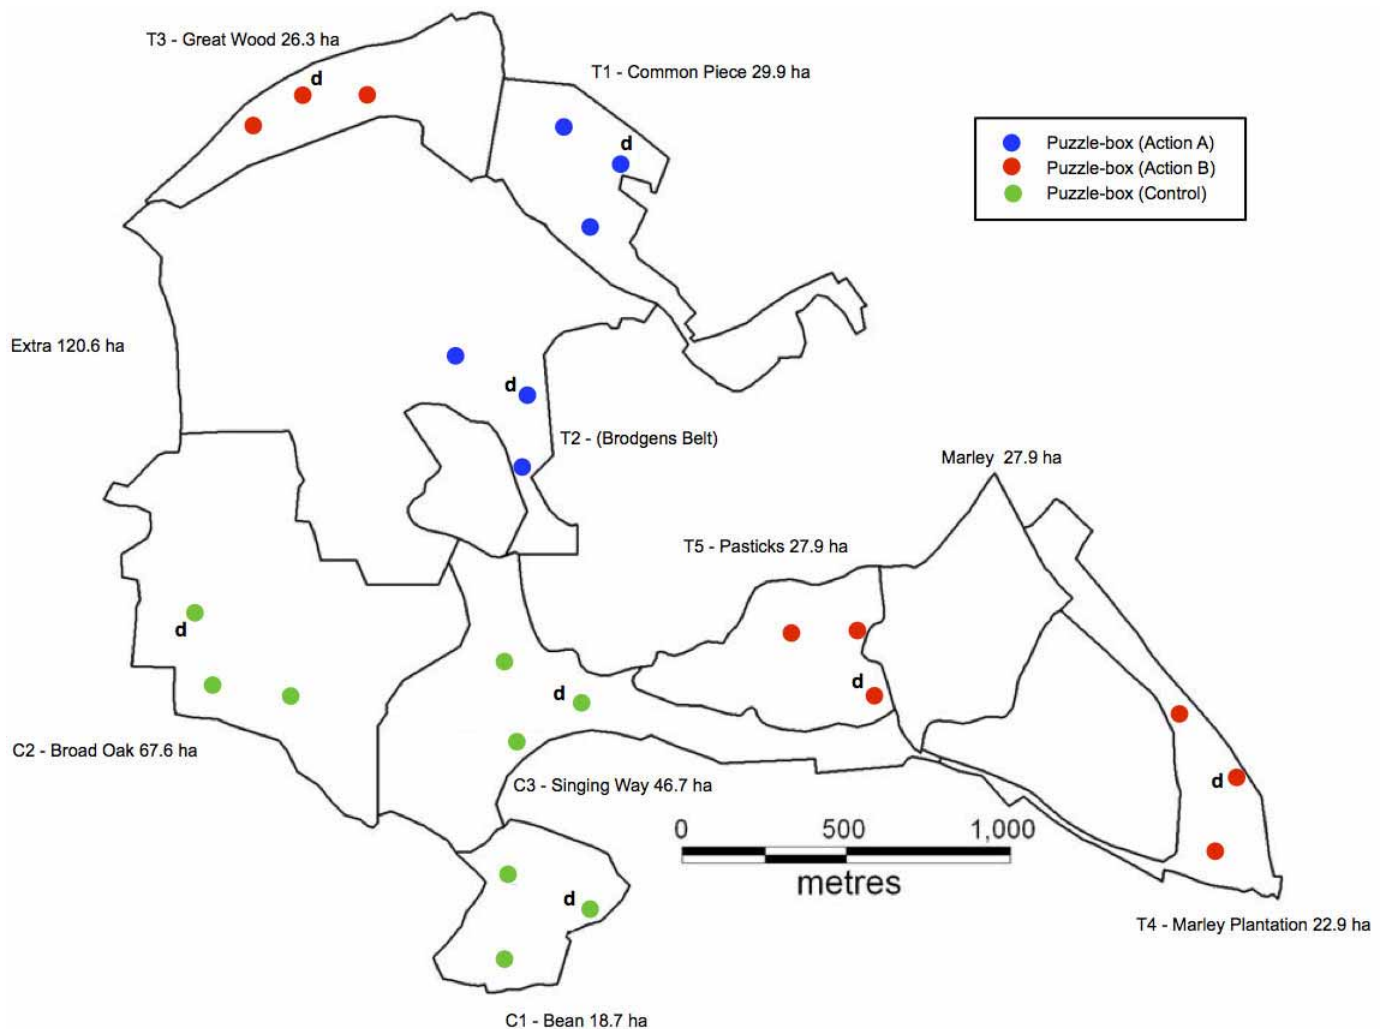 T3 - Great Wood 26.3 ha
d
T1 - Common Piece 29.9 ha
d
Puzzle-box (Action A)
Puzzle-box (Action B)
Puzzle-box (Control)
Extra 120.6 ha
d
T2 - (Brodgens Belt)
Marley 27.9 ha
T5 - Pasticks 27.9 ha
d
d
d
C2 - Broad Oak 67.6 ha
d
C3 - Singing Way 46.7 ha
0 500 1,000
metres
d
T4 - Marley Plantation 22.9 ha
C1 - Bean 18.7 ha